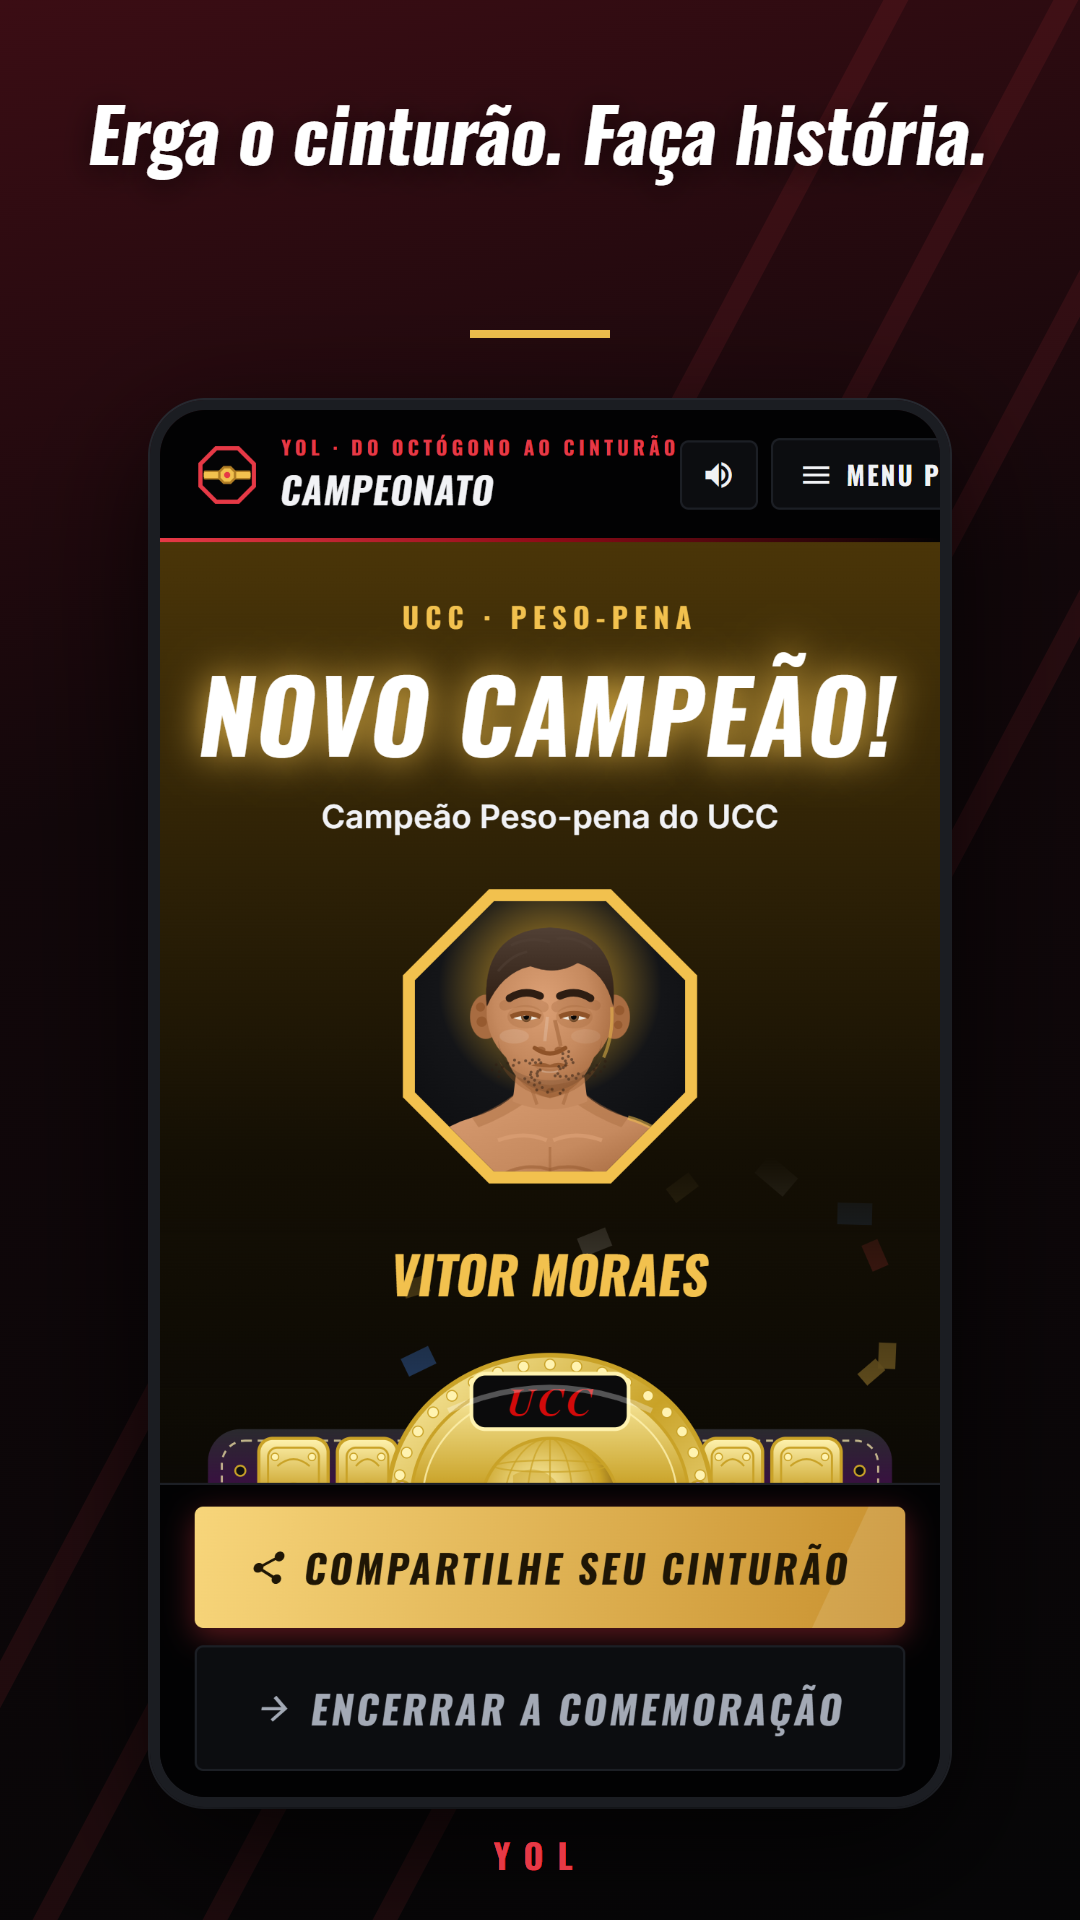 Erga o cinturão. Faça história.
YOL · DO OCTÓGONO AO CINTURÃO
CAMPEONATO
MENU P
UCC · PESO-PENA
NOVO CAMPEÃO!
Campeão Peso-pena do UCC
VITOR MORAES
UCC
COMPARTILHE SEU CINTURÃO
ENCERRAR A COMEMORAÇÃO
YOL